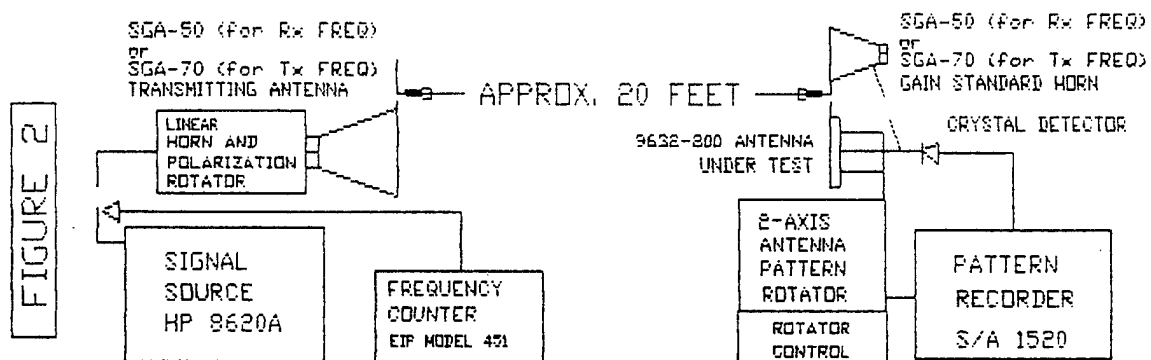 FIGURE 2
SGA-50 (for Rx FREQ)
or
SGA-70 (for Tx FREQ)
TRANSMITTING ANTENNA
LINEAR
HORN AND
POLARIZATION
ROTATOR
APPROX. 20 FEET
SGA-50 (for Rx FREQ)
or
SGA-70 (for Tx FREQ)
GAIN STANDARD HORN
CRYSTAL DETECTOR
9632-800 ANTENNA
UNDER TEST
SIGNAL
SOURCE
HP 8620A
FREQUENCY
COUNTER
EIP MODEL 451
2-AXIS
ANTENNA
PATTERN
ROTATOR
ROTATOR
CONTROL
PATTERN
RECORDER
S/A 1520